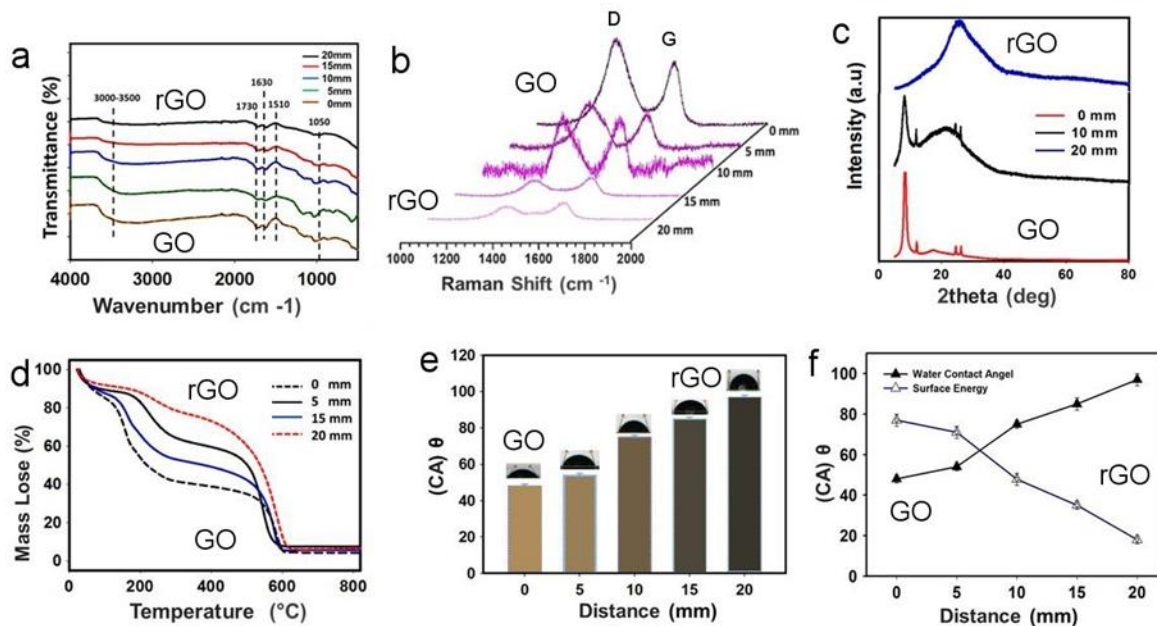 a
Transmittance (%)
rGO
GO
3000-3500
1730
1630
1510
1050
20mm
15mm
10mm
5mm
0mm
4000 3000 2000 1000
Wavenumber (cm -1)
b
D
G
GO
rGO
0 mm
5 mm
10 mm
15 mm
20 mm
1000 1200 1400 1600 1800 2000
Raman Shift (cm -1)
c
Intensity (a.u)
rGO
0 mm
10 mm
20 mm
GO
0 20 40 60 80
2theta (deg)
d
Mass Lose (%)
100
80
60
40
20
0
rGO
GO
0 mm
5 mm
15 mm
20 mm
0 200 400 600 800
Temperature (°C)
e
(CA) θ
120
100
80
60
40
20
0
GO
rGO
0 5 10 15 20
Distance (mm)
f
(CA) θ
100
80
60
40
20
0
Water Contact Angel
Surface Energy
GO
rGO
0 5 10 15 20
Distance (mm)